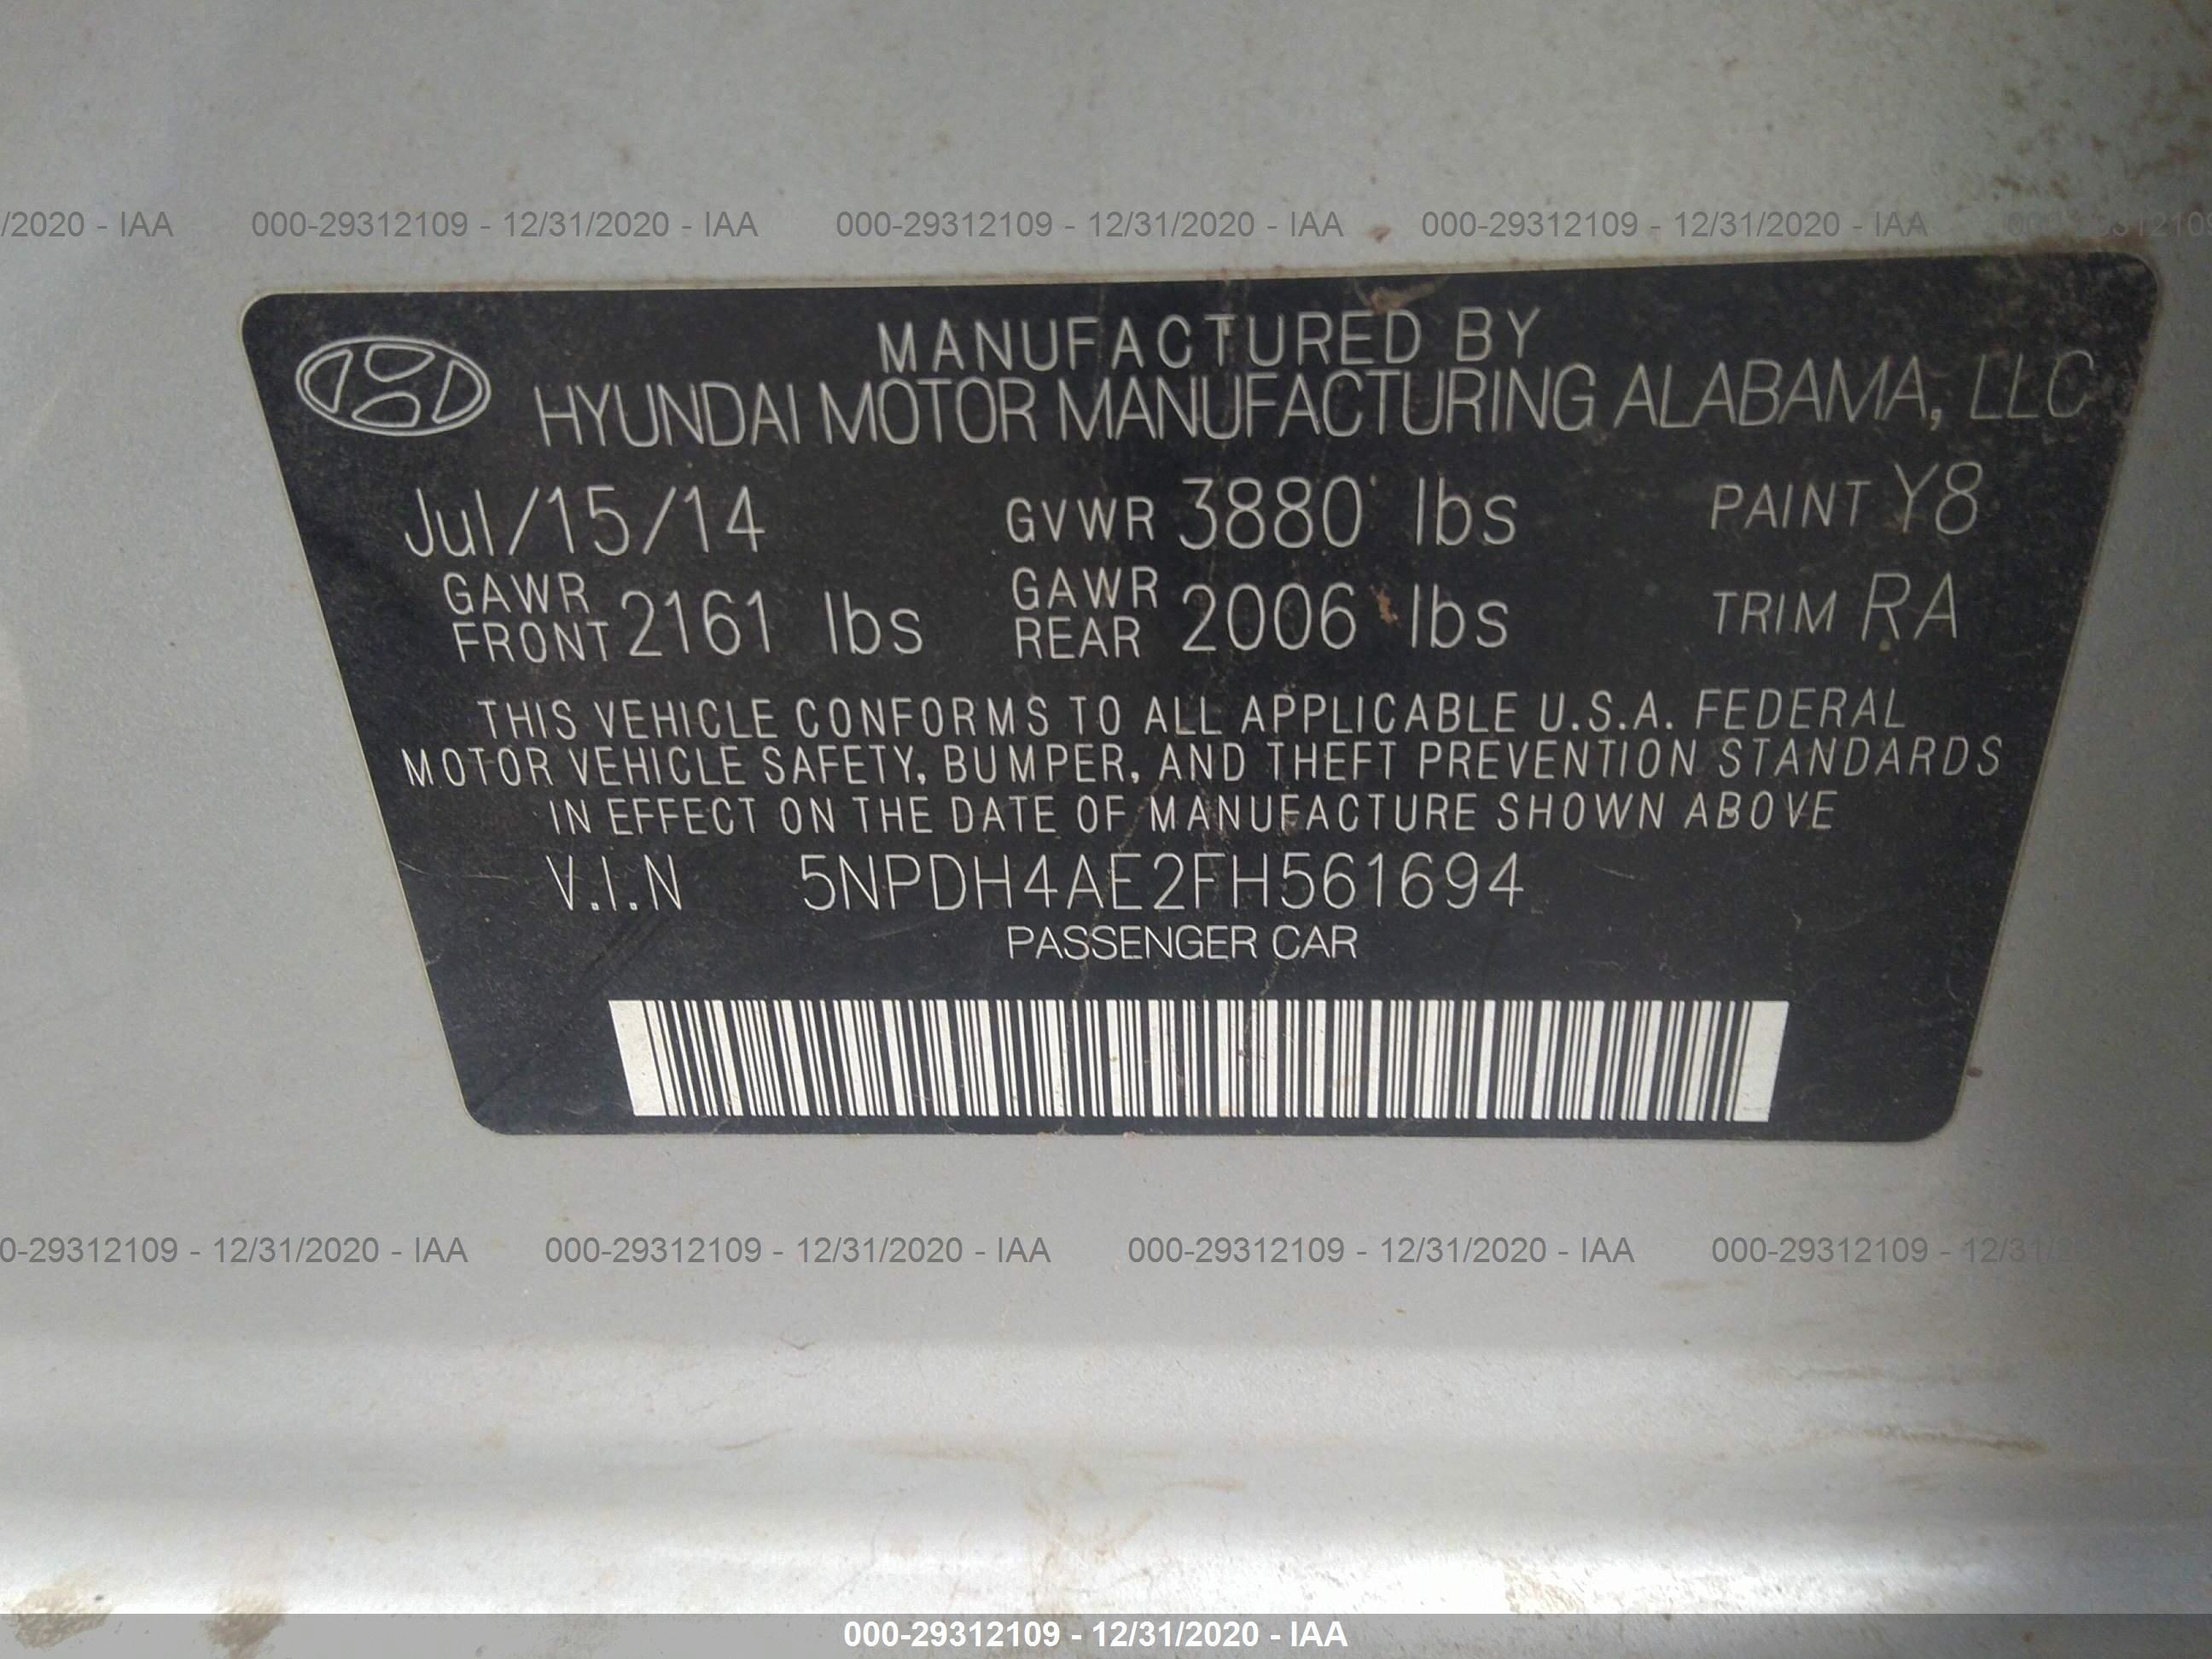 /2020 - IAA 000-29312109 - 12/31/2020 - IAA 000-29312109 - 12/31/2020 - IAA 000-29312109 - 12/31/2020 - IAA 000-29312109
MANUFACTURED BY
HYUNDAI MOTOR MANUFACTURING ALABAMA, LLC
Jul/15/14 GVWR 3880 lbs PAINT Y8
GAWR FRONT 2161 lbs GAWR REAR 2006 lbs TRIM RA
THIS VEHICLE CONFORMS TO ALL APPLICABLE U.S.A. FEDERAL
MOTOR VEHICLE SAFETY, BUMPER, AND THEFT PREVENTION STANDARDS
IN EFFECT ON THE DATE OF MANUFACTURE SHOWN ABOVE
V.I.N 5NPDH4AE2FH561694
PASSENGER CAR
0-29312109 - 12/31/2020 - IAA 000-29312109 - 12/31/2020 - IAA 000-29312109 - 12/31/2020 - IAA 000-29312109 - 12/31/2
000-29312109 - 12/31/2020 - IAA